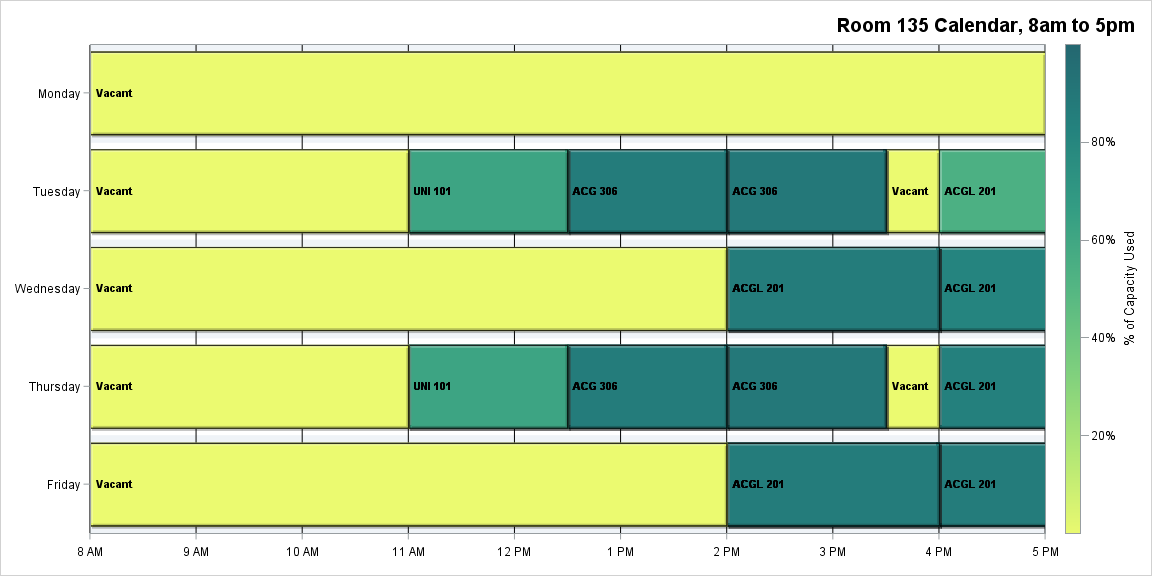 Room 135 Calendar, 8am to 5pm
Monday
Vacant
80%
Tuesday
Vacant
UNI 101
ACG 306
ACG 306
Vacant
ACGL 201
60%
% of Capacity Used
Wednesday
Vacant
ACGL 201
ACGL 201
40%
Thursday
Vacant
UNI 101
ACG 306
ACG 306
Vacant
ACGL 201
20%
Friday
Vacant
ACGL 201
ACGL 201
8 AM
9 AM
10 AM
11 AM
12 PM
1 PM
2 PM
3 PM
4 PM
5 PM